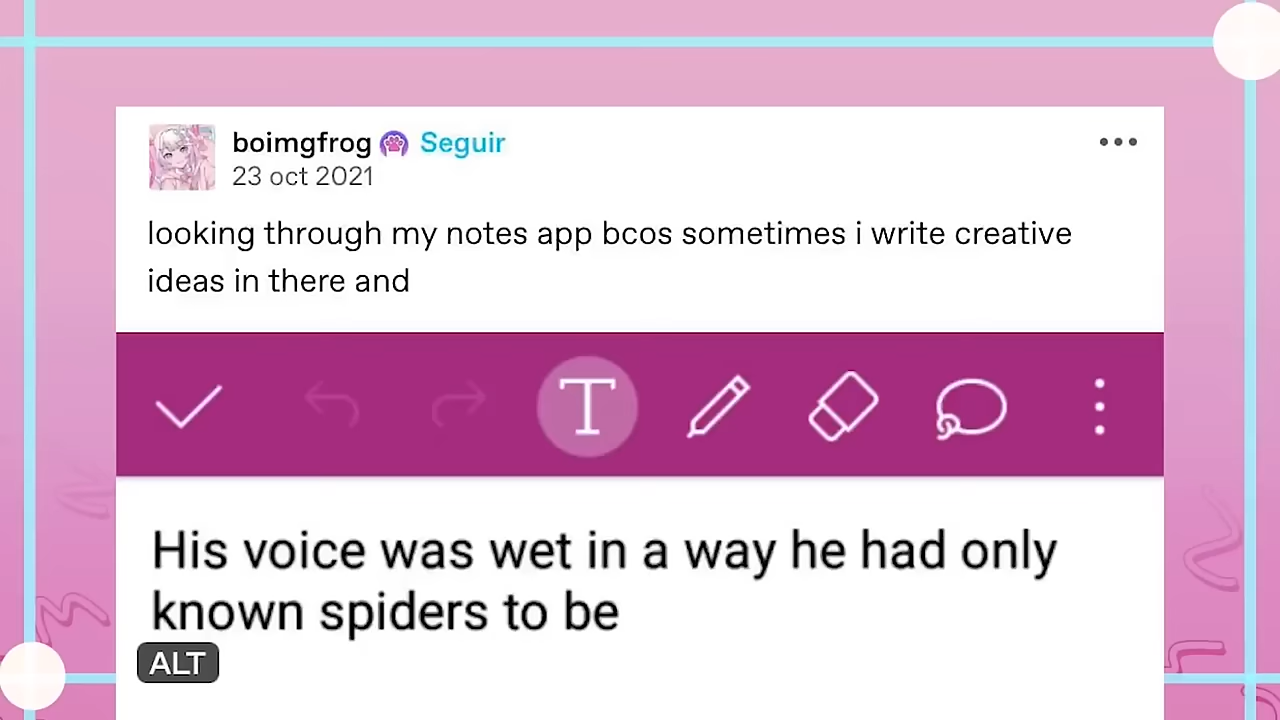 boimgfrog Seguir
23 oct 2021
looking through my notes app bcos sometimes i write creative
ideas in there and
T
His voice was wet in a way he had only
known spiders to be
ALT